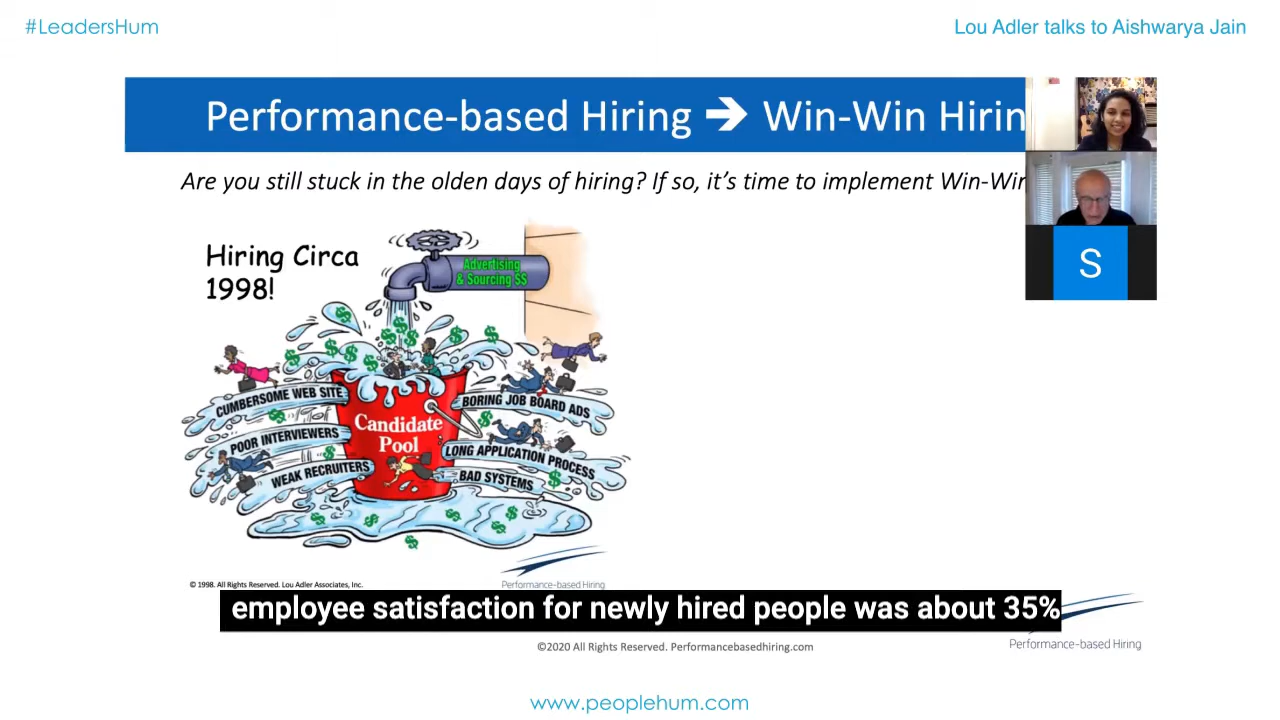 #LeadersHum
Lou Adler talks to Aishwarya Jain
Performance-based Hiring → Win-Win Hirin
Are you still stuck in the olden days of hiring? If so, it's time to implement Win-Win
Hiring Circa
1998!
Advertising
& Sourcing $$
S
CUMBERSOME WEB SITE
BORING JOB BOARD ADS
Candidate
Pool
POOR INTERVIEWERS
LONG APPLICATION PROCESS
WEAK RECRUITERS
BAD SYSTEMS
© 1998. All Rights Reserved. Lou Adler Associates, Inc.
Performance-based Hiring
employee satisfaction for newly hired people was about 35%
©2020 All Rights Reserved. Performancebasedhiring.com
Performance-based Hiring
www.peoplehum.com